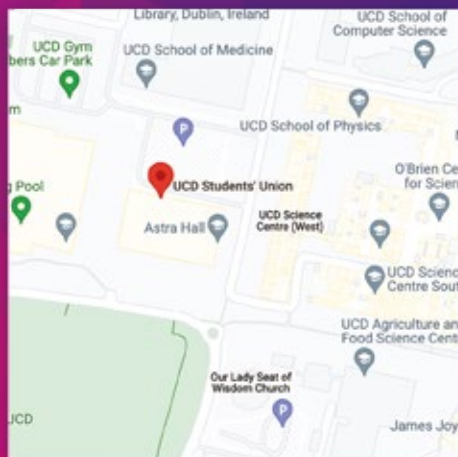 Library, Dublin, Ireland
UCD School of
Computer Science
UCD Gym
bers Car Park
UCD School of Medicine
P
UCD School of Physics
m
O'Brien Ce
for Scien
UCD Students' Union
g Pool
UCD Science
Centre (West)
Astra Hall
UCD Scienc
Centre Sout
UCD Agriculture an
Food Science Cent
Our Lady Seat of
Wisdom Church
P
UCD
James Joy